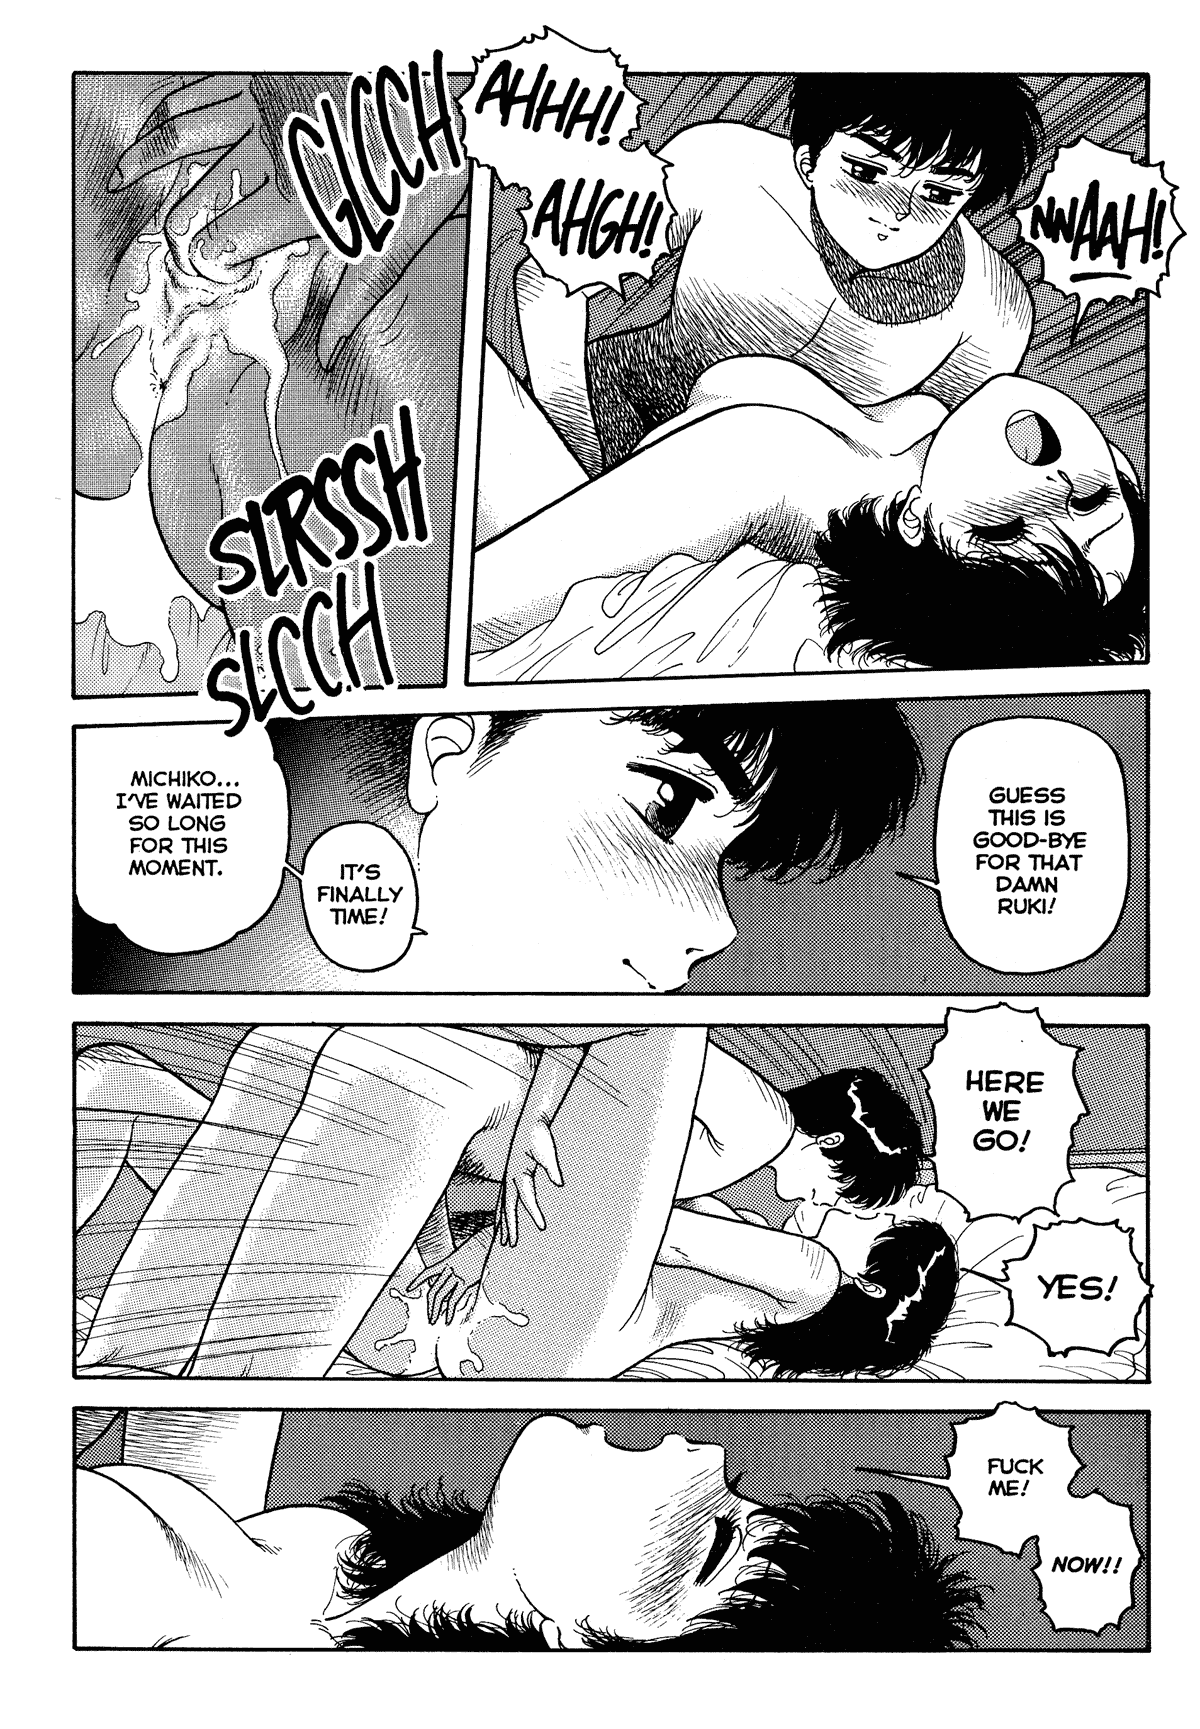 GLCCH
SLRSSH
SLCCH
AHHH!
AHGH!
NNAAH!
MICHIKO...
I'VE WAITED
SO LONG
FOR THIS
MOMENT.
IT'S
FINALLY
TIME!
GUESS
THIS IS
GOOD-BYE
FOR THAT
DAMN
RUKI!
HERE
WE
GO!
YES!
FUCK
ME!
NOW!!